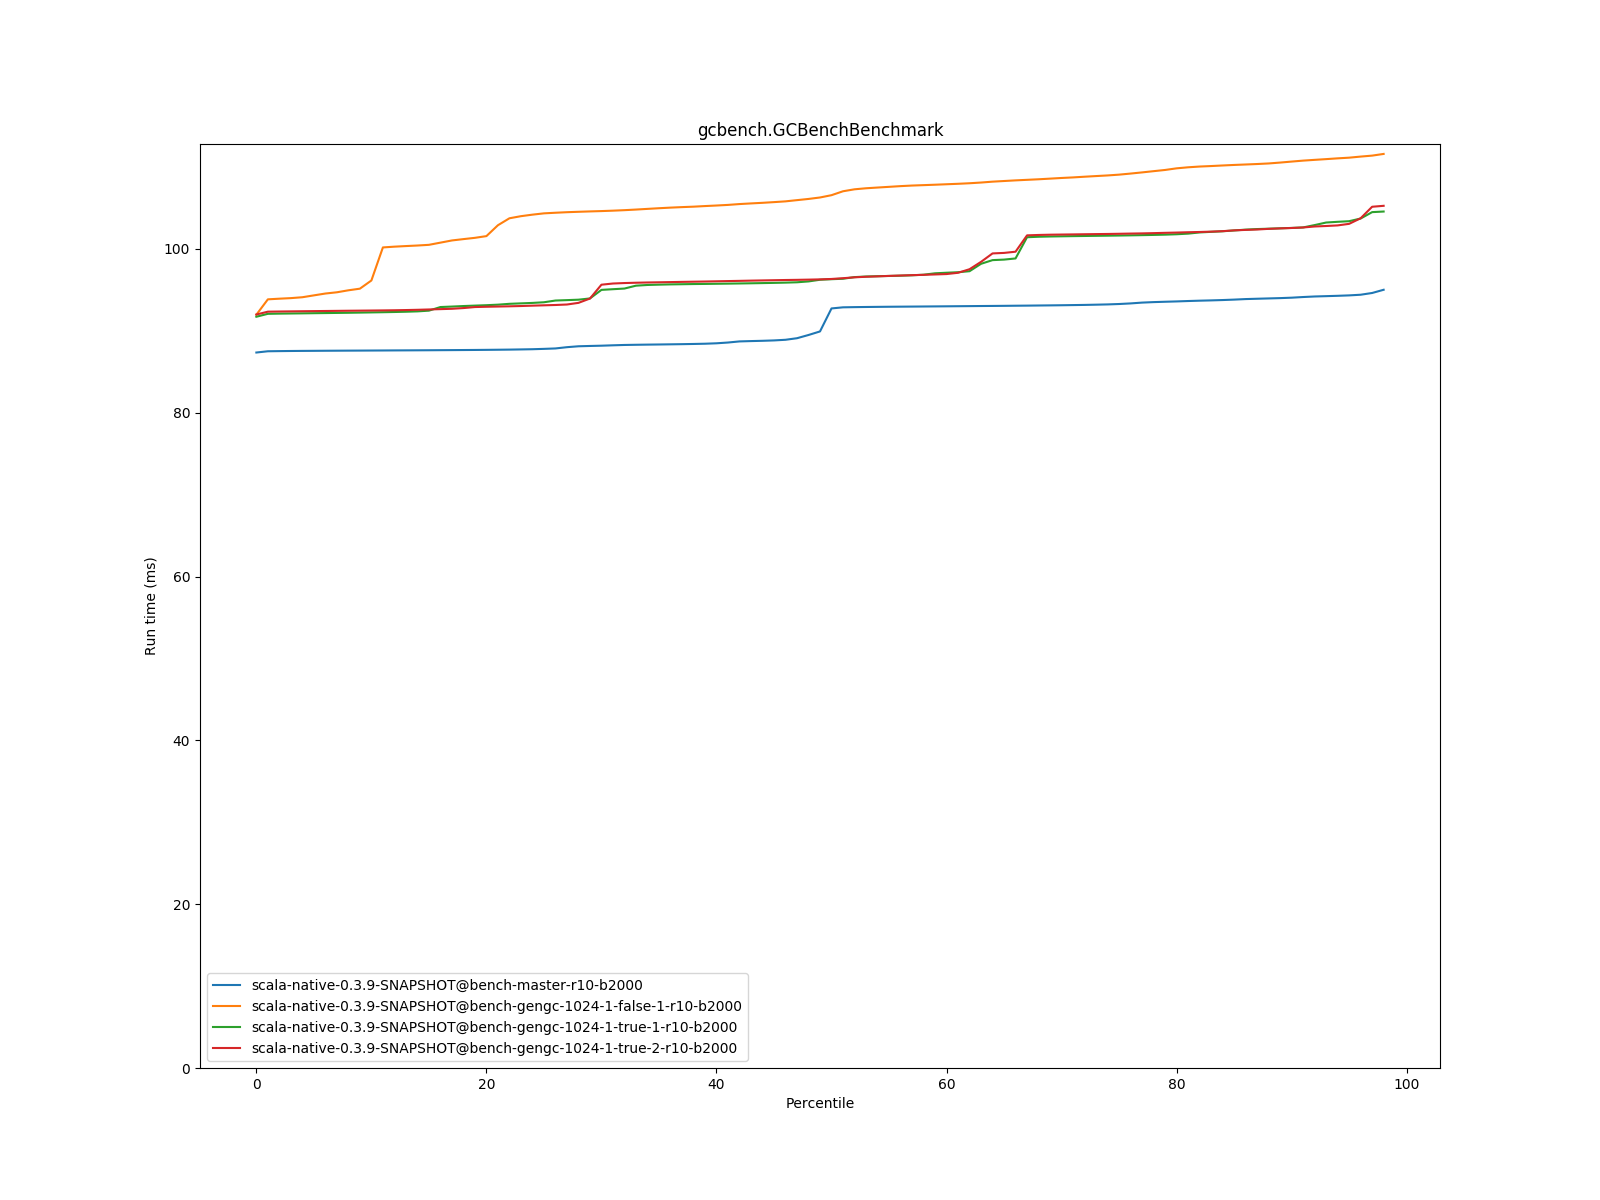 gcbench.GCBenchBenchmark
Run time (ms)
100
80
60
40
20
0
scala-native-0.3.9-SNAPSHOT@bench-master-r10-b2000
scala-native-0.3.9-SNAPSHOT@bench-gengc-1024-1-false-1-r10-b2000
scala-native-0.3.9-SNAPSHOT@bench-gengc-1024-1-true-1-r10-b2000
scala-native-0.3.9-SNAPSHOT@bench-gengc-1024-1-true-2-r10-b2000
0 20 40 60 80 100
Percentile